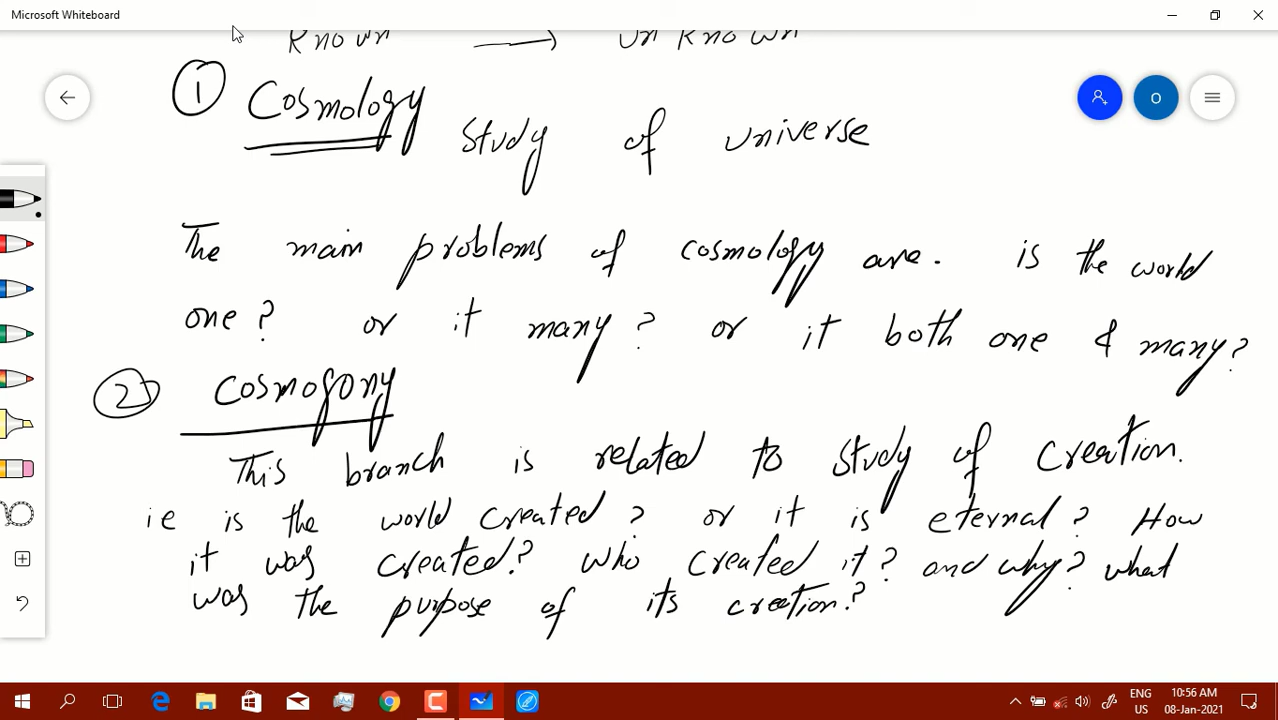 Microsoft Whiteboard
Known → Unknown
① Cosmology study of universe
The main problems of cosmology are. is the world
one? or it many? or it both one & many?
② Cosmogony
This branch is related to study of creation.
ie is the world created? or it is eternal? How
it was created? who created it? and why? what
was the purpose of its creation?
O
ENG
US
10:56 AM
08-Jan-2021